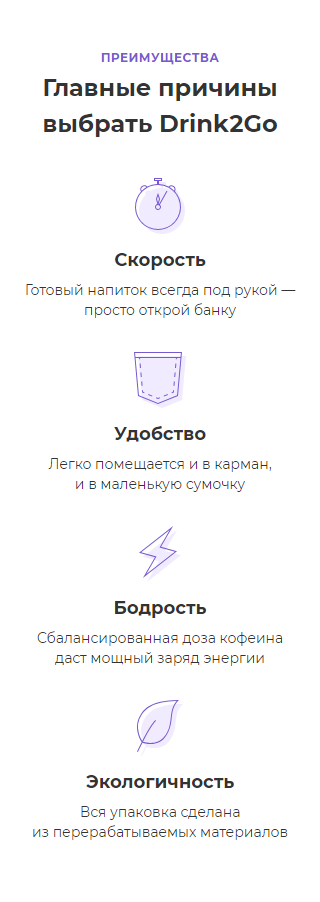 ПРЕИМУЩЕСТВА
Главные причины
выбрать Drink2Go
Скорость
Готовый напиток всегда под рукой —
просто открой банку
Удобство
Легко помещается и в карман,
и в маленькую сумочку
Бодрость
Сбалансированная доза кофеина
даст мощный заряд энергии
Экологичность
Вся упаковка сделана
из перерабатываемых материалов